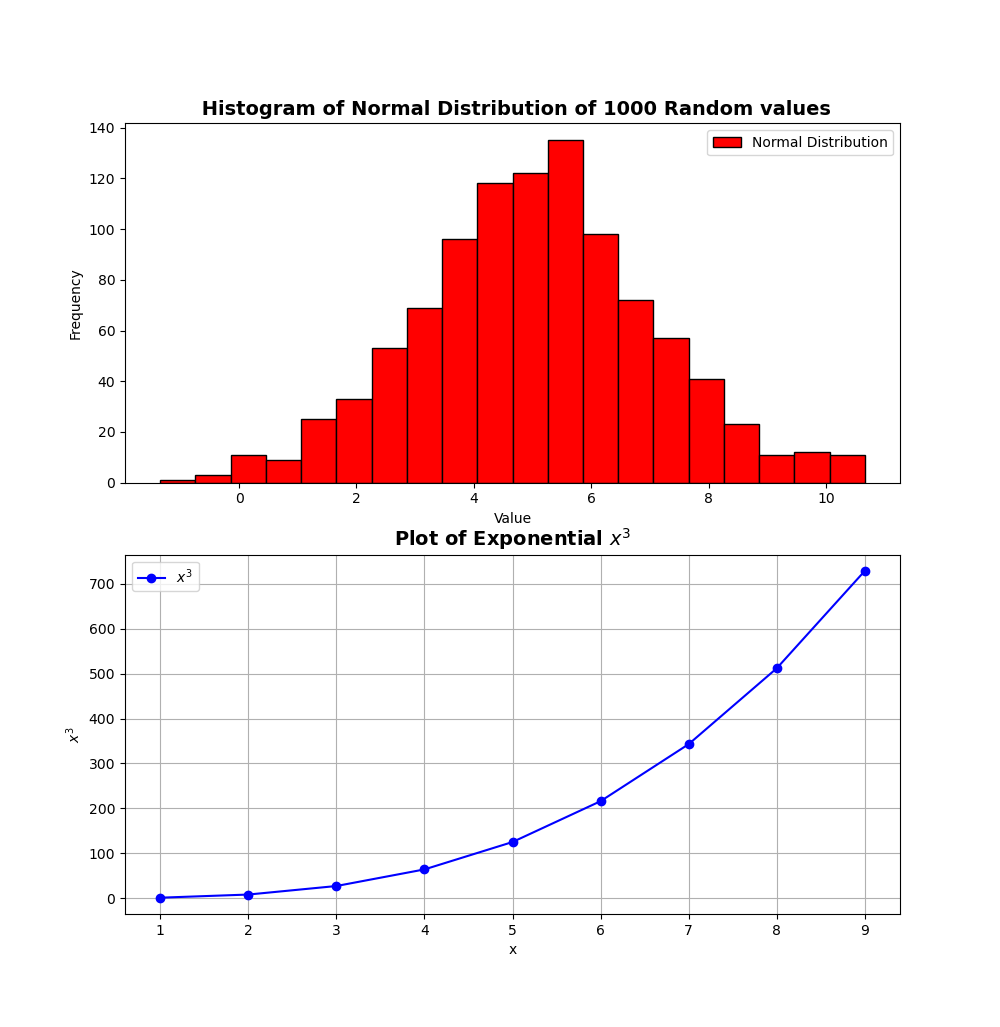 Histogram of Normal Distribution of 1000 Random values
140
120
100
80
60
40
20
0
Frequency
Normal Distribution
0 2 4 6 8 10
Value
Plot of Exponential x³
700
600
500
400
300
200
100
0
x³
x³
1 2 3 4 5 6 7 8 9
x